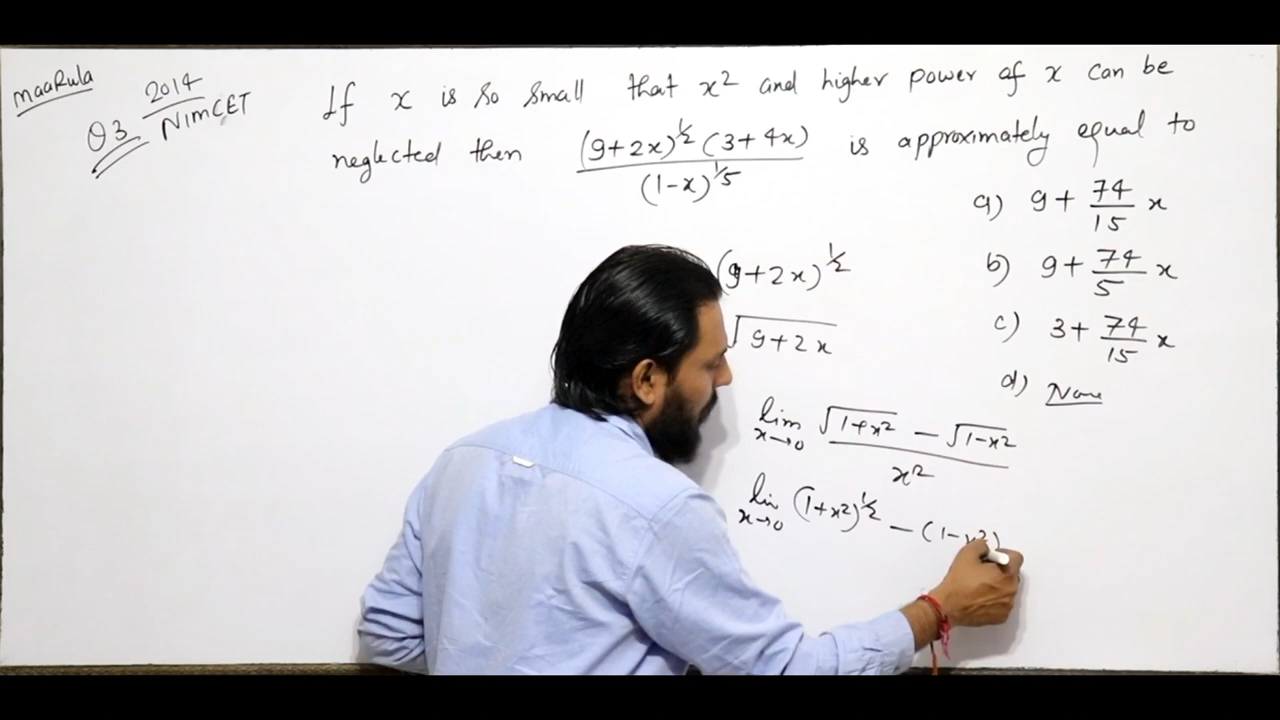 MaaRula
Q3 2014 NIMCET
If x is so small that x² and higher power of x can be
neglected then (9+2x)^½ (3+4x) / (1-x)^1/5 is approximately equal to
a) 9 + 74/15 x
b) 9 + 74/5 x
c) 3 + 74/15 x
d) None
(9+2x)^½
√9+2x
lim x→0 √1+x² - √1-x² / x²
lim x→0 (1+x²)^½ - (1-x²)